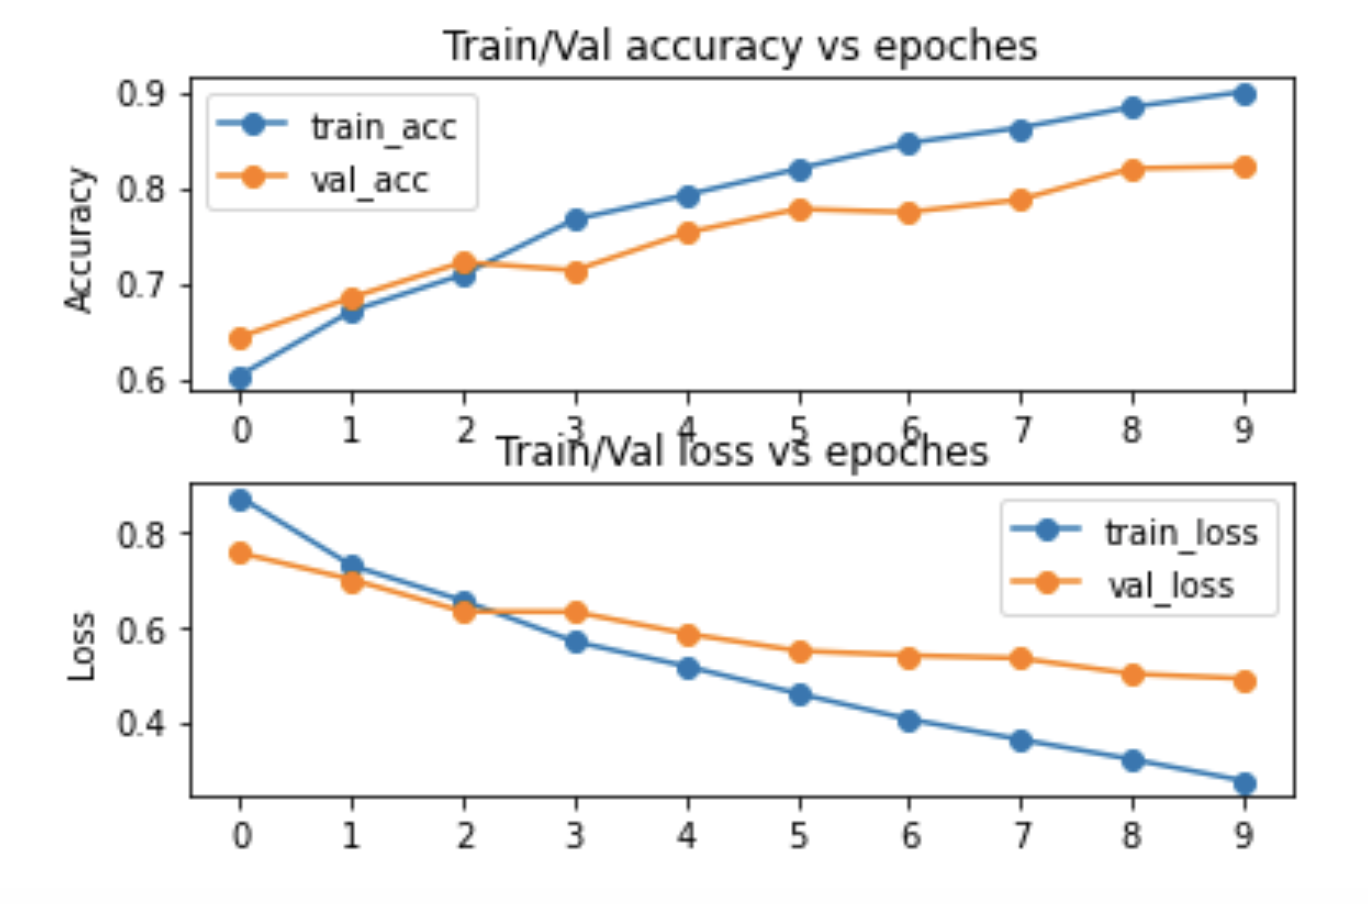 Train/Val accuracy vs epoches
0.9
0.8
0.7
0.6
Accuracy
train_acc
val_acc
0 1 2 3 4 5 6 7 8 9
Train/Val loss vs epoches
0.8
0.6
0.4
Loss
train_loss
val_loss
0 1 2 3 4 5 6 7 8 9